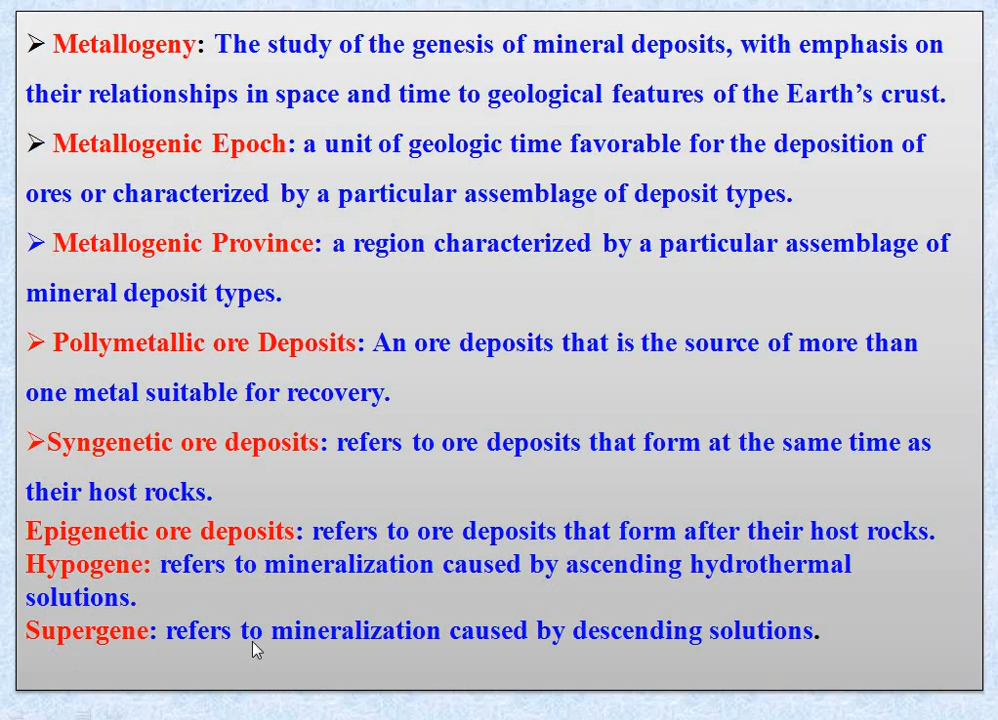 ➢ Metallogeny: The study of the genesis of mineral deposits, with emphasis on
their relationships in space and time to geological features of the Earth’s crust.
➢ Metallogenic Epoch: a unit of geologic time favorable for the deposition of
ores or characterized by a particular assemblage of deposit types.
➢ Metallogenic Province: a region characterized by a particular assemblage of
mineral deposit types.
➢ Pollymetallic ore Deposits: An ore deposits that is the source of more than
one metal suitable for recovery.
➢Syngenetic ore deposits: refers to ore deposits that form at the same time as
their host rocks.
Epigenetic ore deposits: refers to ore deposits that form after their host rocks.
Hypogene: refers to mineralization caused by ascending hydrothermal
solutions.
Supergene: refers to mineralization caused by descending solutions.